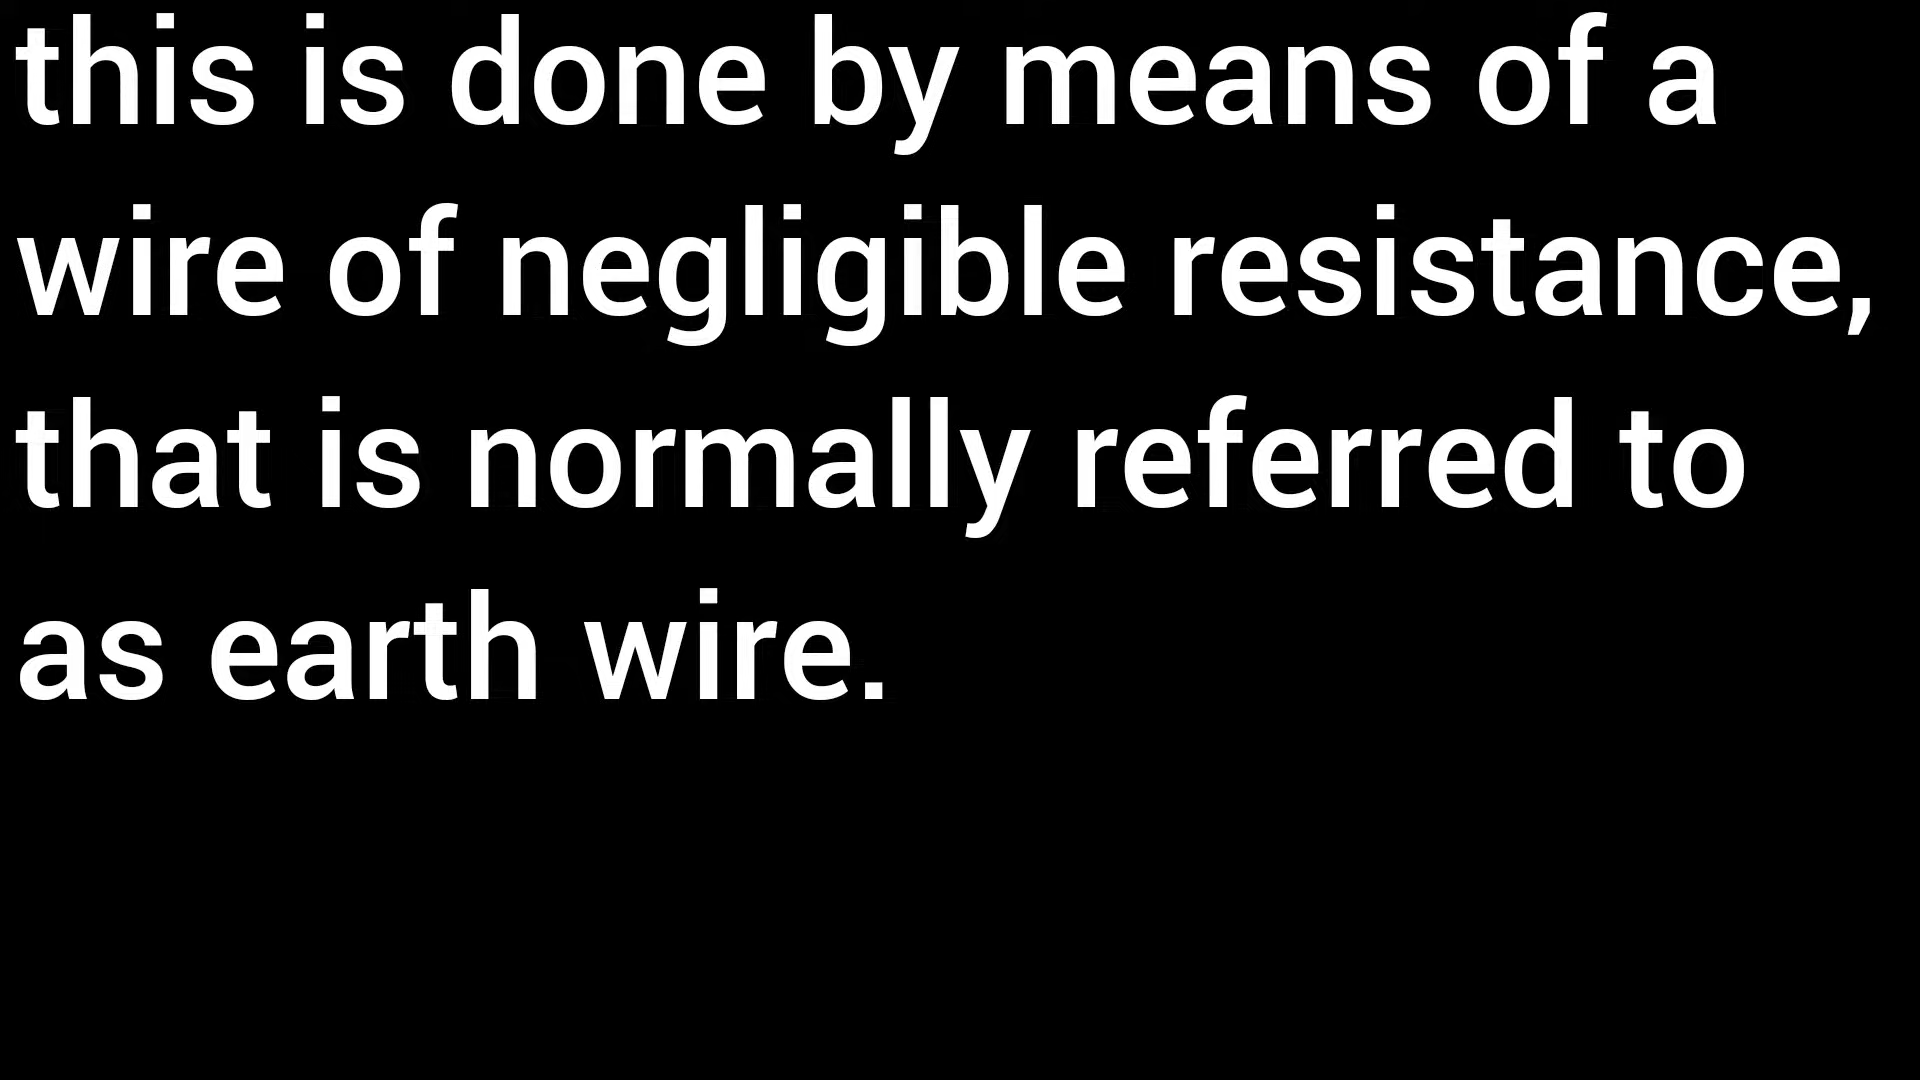 this is done by means of a
wire of negligible resistance,
that is normally referred to
as earth wire.